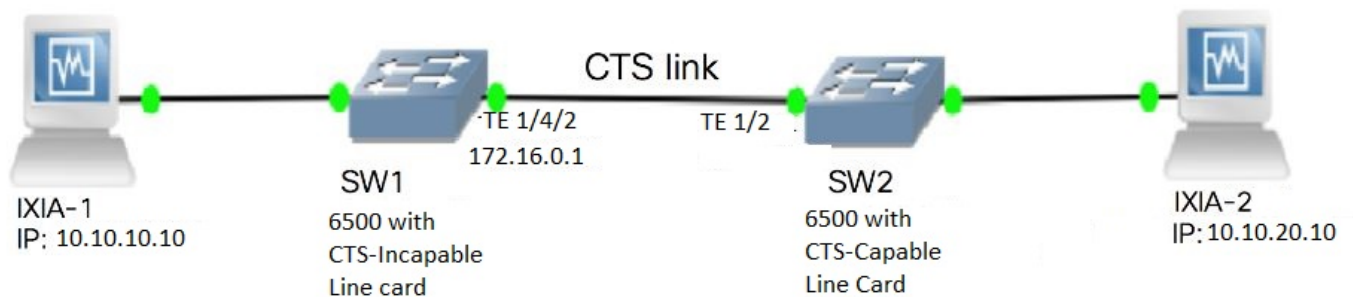 CTS link
TE 1/4/2
172.16.0.1
TE 1/2
SW1
6500 with
CTS-Incapable
Line card
SW2
6500 with
CTS-Capable
Line Card
IXIA-1
IP: 10.10.10.10
IXIA-2
IP: 10.10.20.10